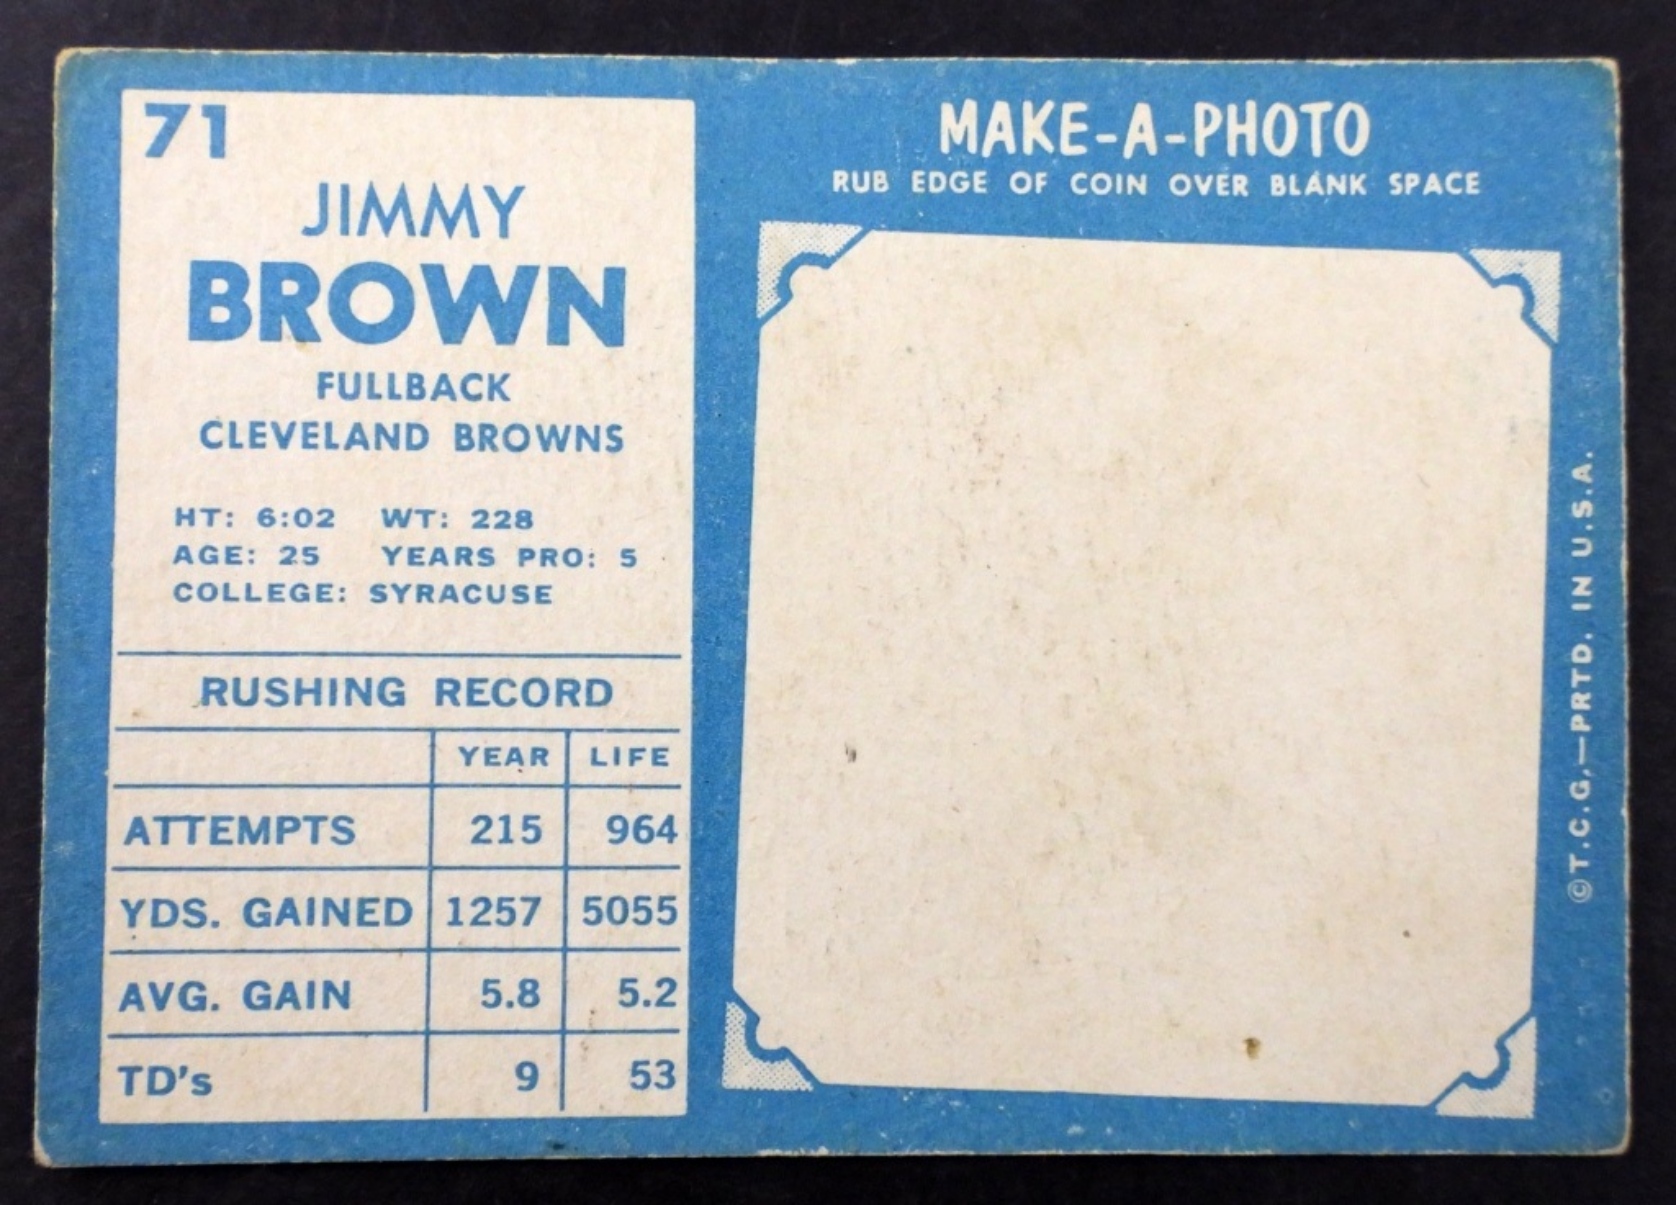 71
JIMMY
BROWN
FULLBACK
CLEVELAND BROWNS
HT: 6:02 WT: 228
AGE: 25 YEARS PRO: 5
COLLEGE: SYRACUSE
RUSHING RECORD
YEAR LIFE
ATTEMPTS 215 964
YDS. GAINED 1257 5055
AVG. GAIN 5.8 5.2
TD's 9 53
MAKE-A-PHOTO
RUB EDGE OF COIN OVER BLANK SPACE
©T.C.G.—PRTD. IN U.S.A.